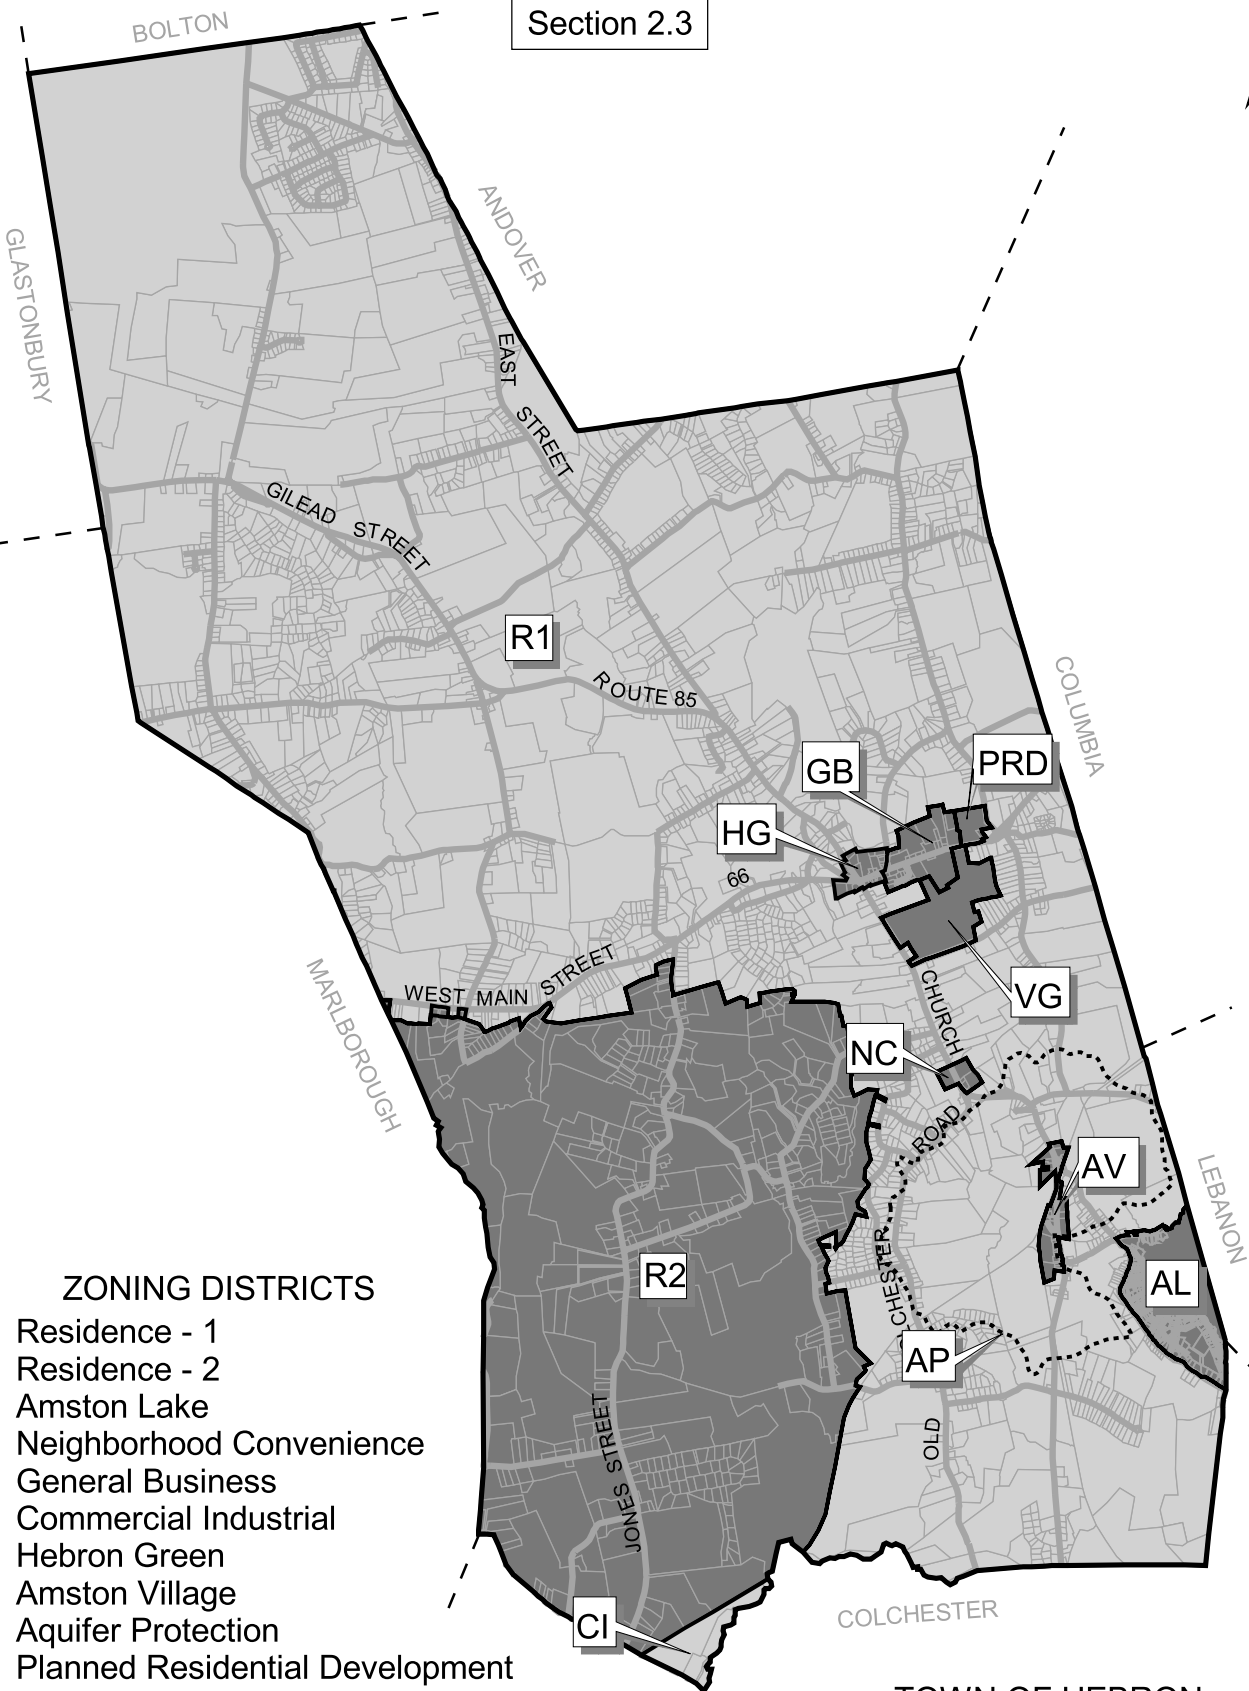 Section 2.3
BOLTON
ANDOVER
GLASTONBURY
EAST STREET
GILEAD STREET
R1
ROUTE 85
COLUMBIA
GB
PRD
HG
66
WEST MAIN STREET
VG
CHURCH
MARLBOROUGH
NC
ROAD
AV
LEBANON
CHESTER
R2
AL
AP
OLD
JONES STREET
CI
COLCHESTER
ZONING DISTRICTS
Residence - 1
Residence - 2
Amston Lake
Neighborhood Convenience
General Business
Commercial Industrial
Hebron Green
Amston Village
Aquifer Protection
Planned Residential Development
TOWN OF HEBRON